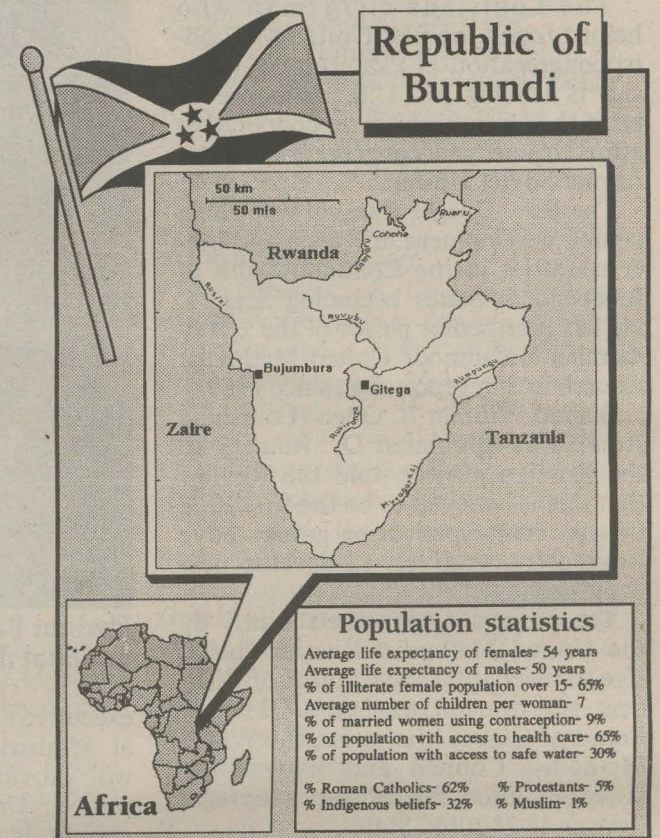 Republic of
Burundi
50 km
50 mls
Rwanda
Kanyaru
Cohoha
Rueru
Rusizi
Ruvubu
Bujumbura
Gitega
Rumpungu
Zaire
Tanzania
Muragarazi
Africa
Population statistics
Average life expectancy of females- 54 years
Average life expectancy of males- 50 years
% of illiterate female population over 15- 65%
Average number of children per woman- 7
% of married women using contraception- 9%
% of population with access to health care- 65%
% of population with access to safe water- 30%
% Roman Catholics- 62% % Protestants- 5%
% Indigenous beliefs- 32% % Muslim- 1%